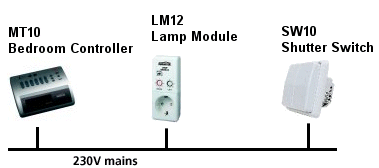 MT10
Bedroom Controller
LM12
Lamp Module
SW10
Shutter Switch
230V mains